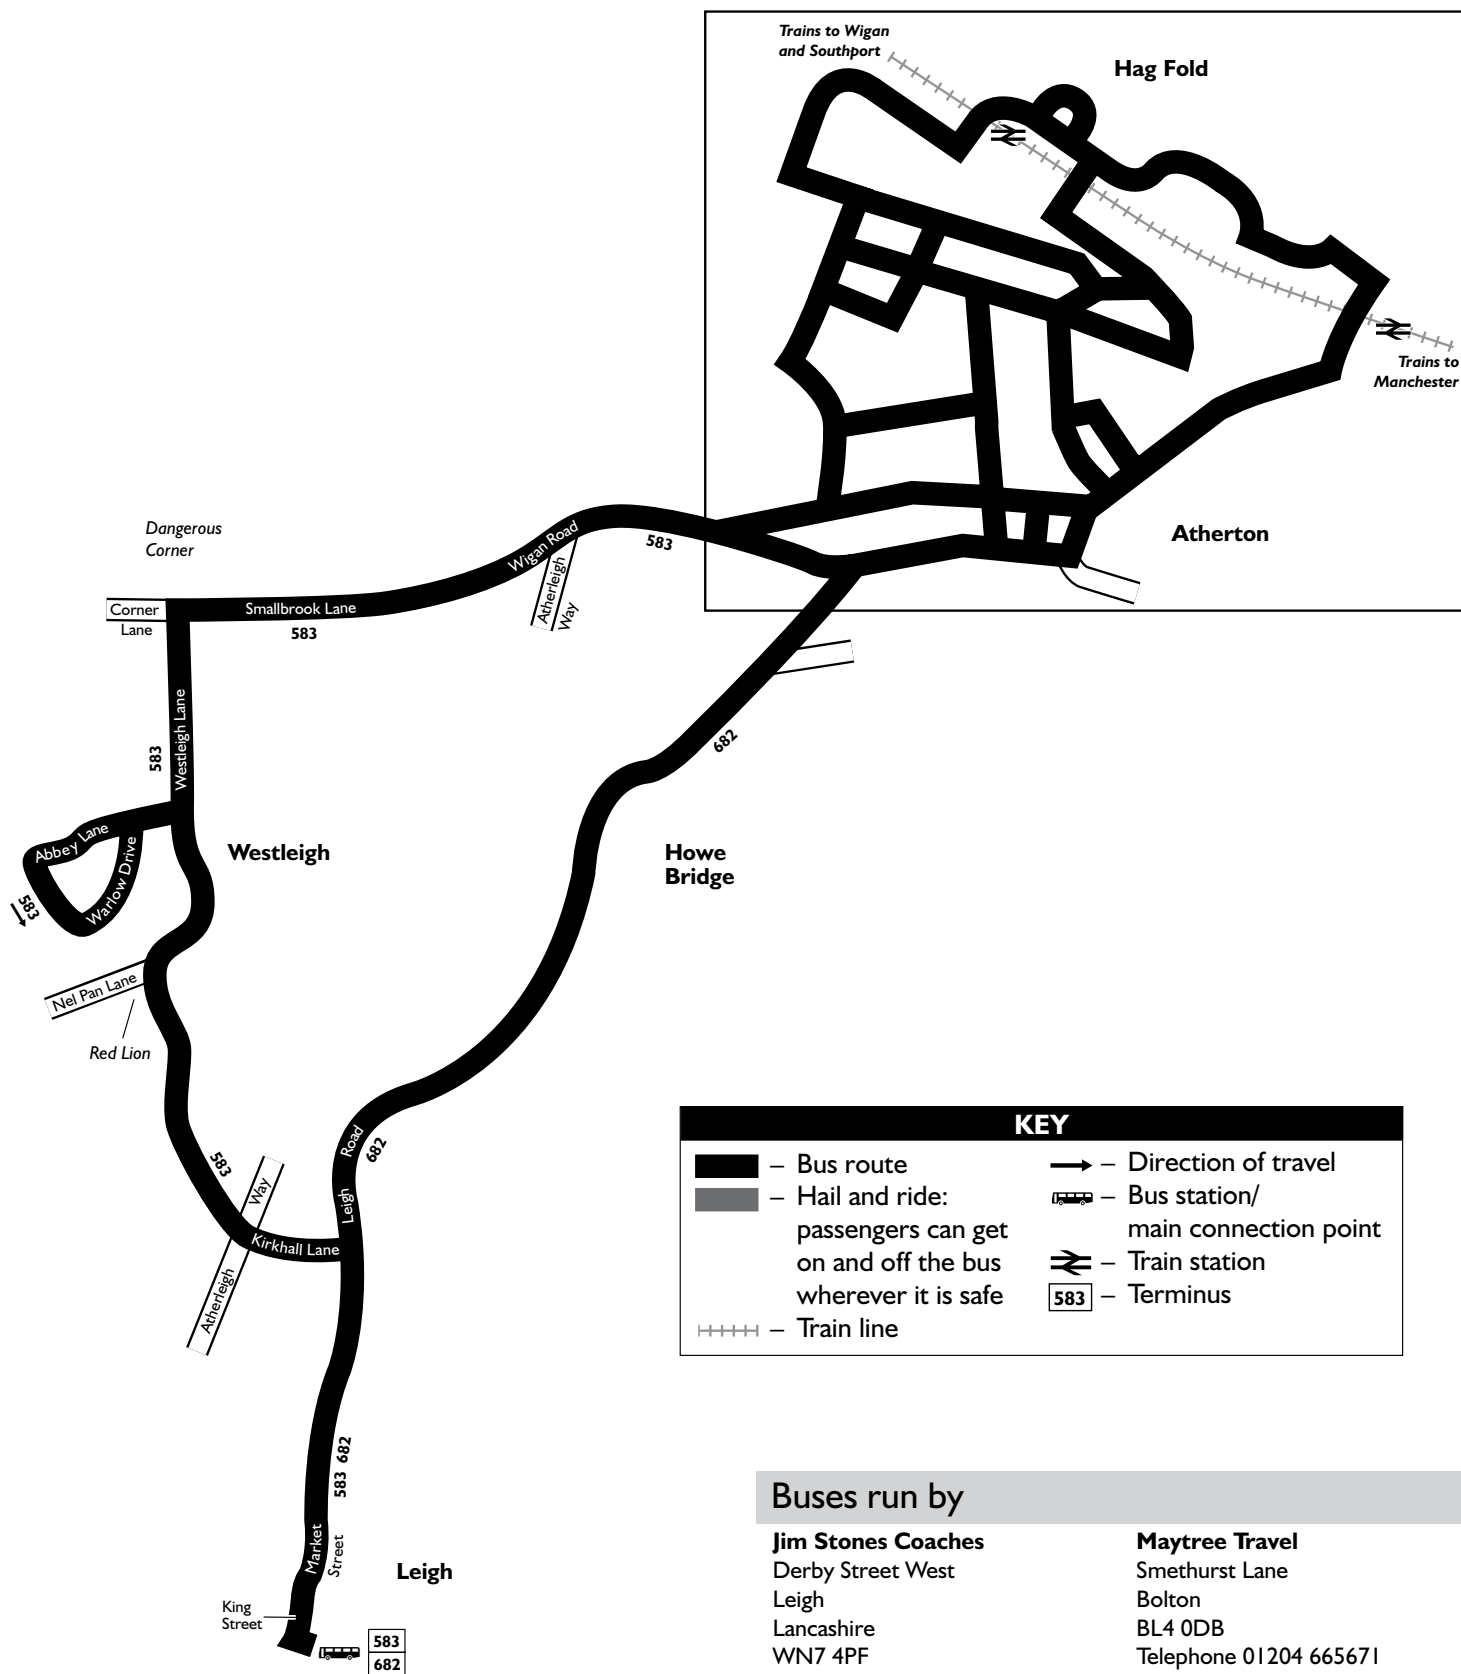 Trains to Wigan
and Southport
Hag Fold
Trains to
Manchester
Atherton
Dangerous
Corner
Wigan Road
583
Atherleigh
Way
Corner
Lane
Smallbrook Lane
583
Westleigh Lane
583
682
Abbey Lane
Warlow Drive
583
Westleigh
Howe
Bridge
Nel Pan Lane
Red Lion
583
Atherleigh Way
Kirkhall Lane
Leigh Road
682
583 682
Market
Street
Leigh
King
Street
583
682
KEY
– Bus route
– Hail and ride:
passengers can get
on and off the bus
wherever it is safe
– Train line
– Direction of travel
– Bus station/
main connection point
– Train station
583 – Terminus
Buses run by
Jim Stones Coaches
Derby Street West
Leigh
Lancashire
WN7 4PF
Maytree Travel
Smethurst Lane
Bolton
BL4 0DB
Telephone 01204 665671